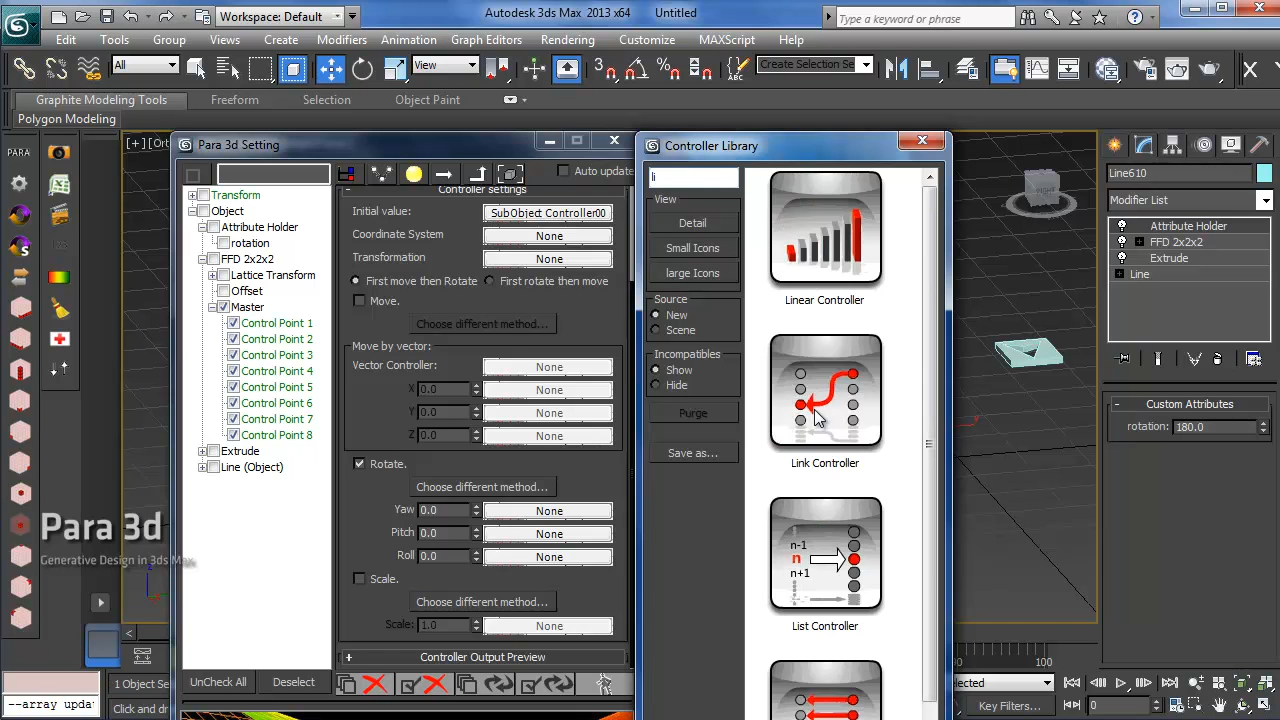 Workspace: Default
Autodesk 3ds Max 2013 x64
Untitled
Type a keyword or phrase
Edit
Tools
Group
Views
Create
Modifiers
Animation
Graph Editors
Rendering
Customize
MAXScript
Help
All
View
Create Selection Se
Graphite Modeling Tools
Freeform
Selection
Object Paint
Polygon Modeling
PARA
[+] [Ort
Para 3d Setting
Auto update
Transform
Object
Attribute Holder
rotation
FFD 2x2x2
Lattice Transform
Offset
Master
Control Point 1
Control Point 2
Control Point 3
Control Point 4
Control Point 5
Control Point 6
Control Point 7
Control Point 8
Extrude
Line (Object)
UnCheck All
Deselect
Controller settings
Initial value: SubObject Controller00
Coordinate System None
Transformation None
First move then Rotate First rotate then move
Move.
Choose different method...
Move by vector:
Vector Controller: None
X 0.0 None
Y 0.0 None
Z 0.0 None
Rotate.
Choose different method...
Yaw 0.0 None
Pitch 0.0 None
Roll 0.0 None
Scale.
Choose different method...
Scale: 1.0 None
+ Controller Output Preview
Controller Library
li
View
Detail
Small Icons
large Icons
Source
New
Scene
Incompatibles
Show
Hide
Purge
Save as...
Linear Controller
Link Controller
n-1
n
n+1
List Controller
RIGHT
Line610
Modifier List
Attribute Holder
FFD 2x2x2
Extrude
Line
Custom Attributes
rotation: 180.0
Para 3d
Generative Design in 3ds Max
z
1 Object Se
--array upda
100
Key Filters...
0